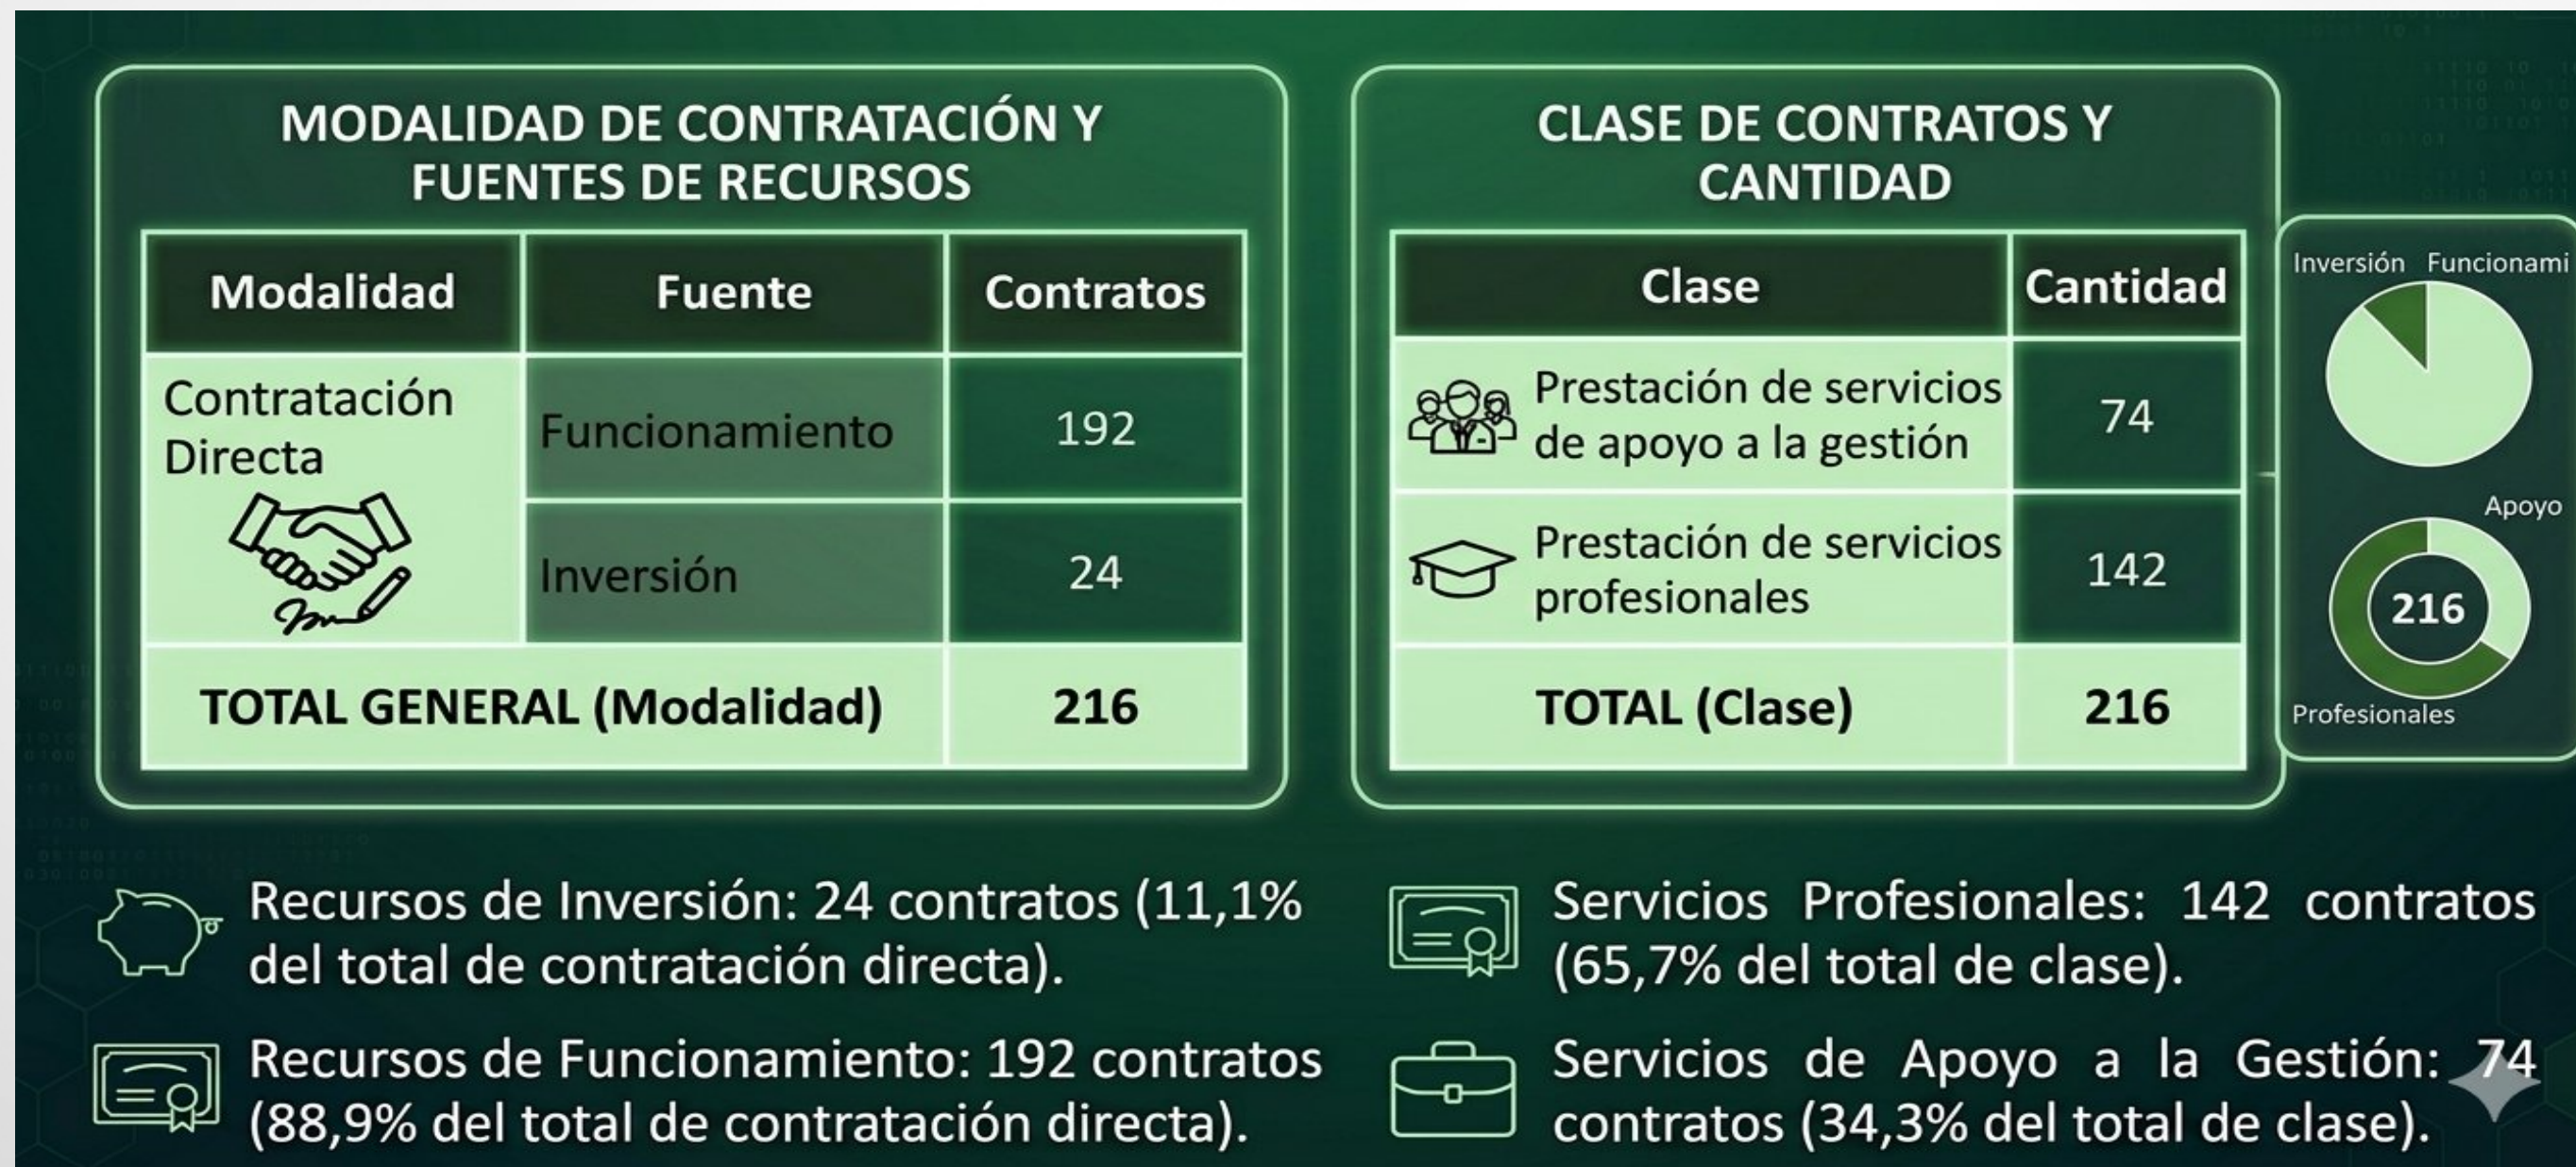 MODALIDAD DE CONTRATACIÓN Y
FUENTES DE RECURSOS
Modalidad Fuente Contratos
Contratación
Directa
Funcionamiento 192
Inversión 24
TOTAL GENERAL (Modalidad) 216
CLASE DE CONTRATOS Y
CANTIDAD
Clase Cantidad
Prestación de servicios
de apoyo a la gestión
74
Prestación de servicios
profesionales
142
TOTAL (Clase) 216
Inversión Funcionami
Apoyo
216
Profesionales
Recursos de Inversión: 24 contratos (11,1%
del total de contratación directa).
Recursos de Funcionamiento: 192 contratos
(88,9% del total de contratación directa).
Servicios Profesionales: 142 contratos
(65,7% del total de clase).
Servicios de Apoyo a la Gestión: 74
contratos (34,3% del total de clase).